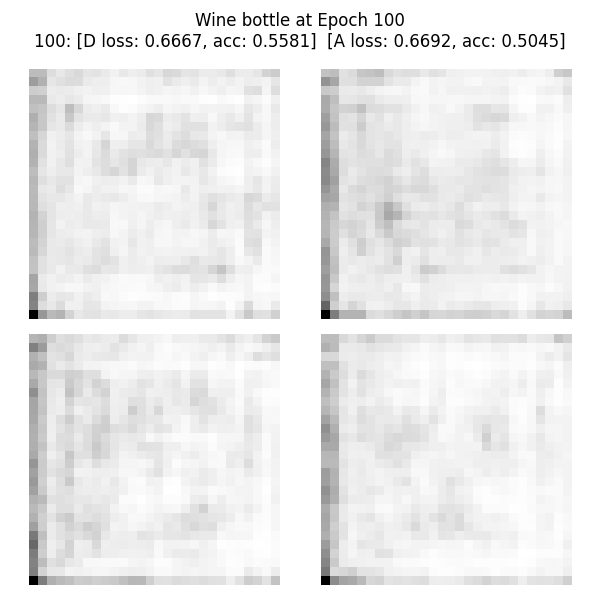 Wine bottle at Epoch 100
100: [D loss: 0.6667, acc: 0.5581]  [A loss: 0.6692, acc: 0.5045]